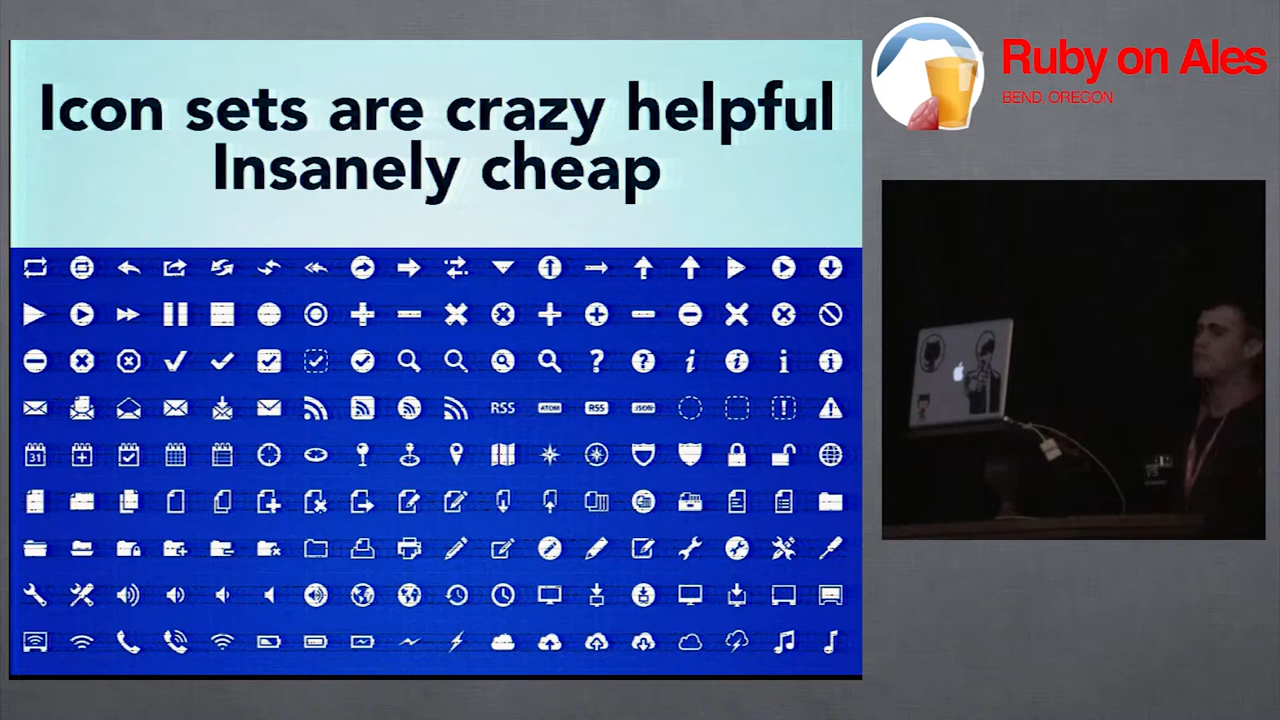 Icon sets are crazy helpful
Insanely cheap
Ruby on Ales
BEND, OREGON
RSS
ATOM
RSS
JSON
31